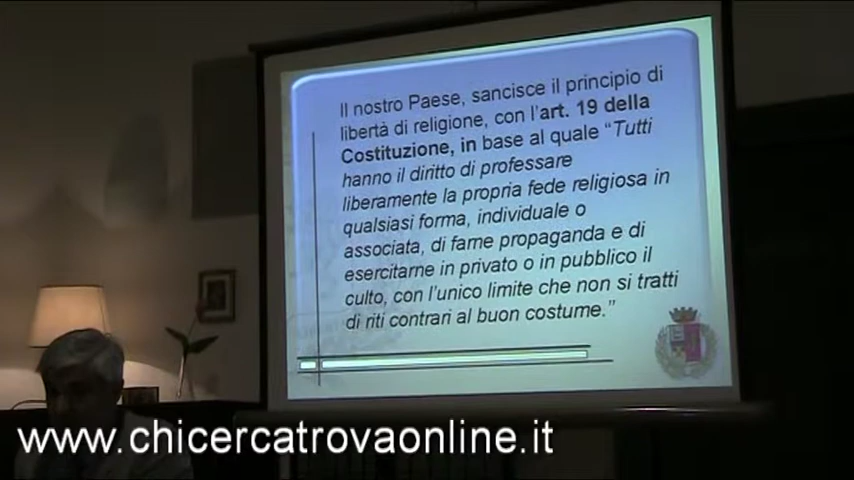 Il nostro Paese, sancisce il principio di
libertà di religione, con l'art. 19 della
Costituzione, in base al quale “Tutti
hanno il diritto di professare
liberamente la propria fede religiosa in
qualsiasi forma, individuale o
associata, di farne propaganda e di
esercitarne in privato o in pubblico il
culto, con l'unico limite che non si tratti
di riti contrari al buon costume.”
www.chicercatrovaonline.it